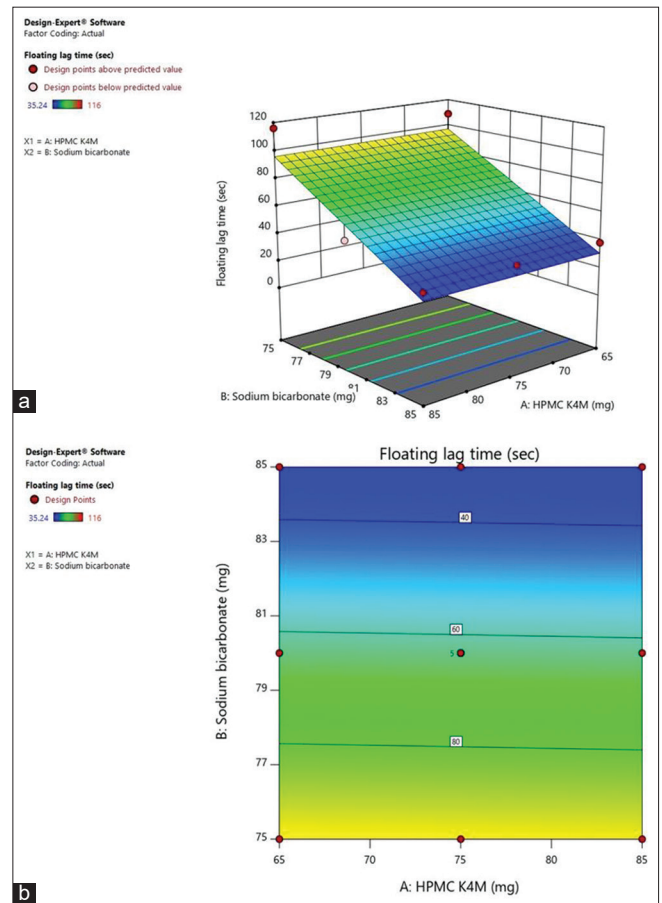 Design-Expert® Software
Factor Coding: Actual
Floating lag time (sec)
Design points above predicted value
Design points below predicted value
35.24 116
X1 = A: HPMC K4M
X2 = B: Sodium bicarbonate
Floating lag time (sec)
120
100
80
60
40
20
0
75
77
79
83
85
85
80
75
70
65
B: Sodium bicarbonate (mg)
A: HPMC K4M (mg)
a
Design-Expert® Software
Factor Coding: Actual
Floating lag time (sec)
Design Points
35.24 116
X1 = A: HPMC K4M
X2 = B: Sodium bicarbonate
Floating lag time (sec)
B: Sodium bicarbonate (mg)
85
83
81
79
77
75
40
60
5
80
65
70
75
80
85
A: HPMC K4M (mg)
b